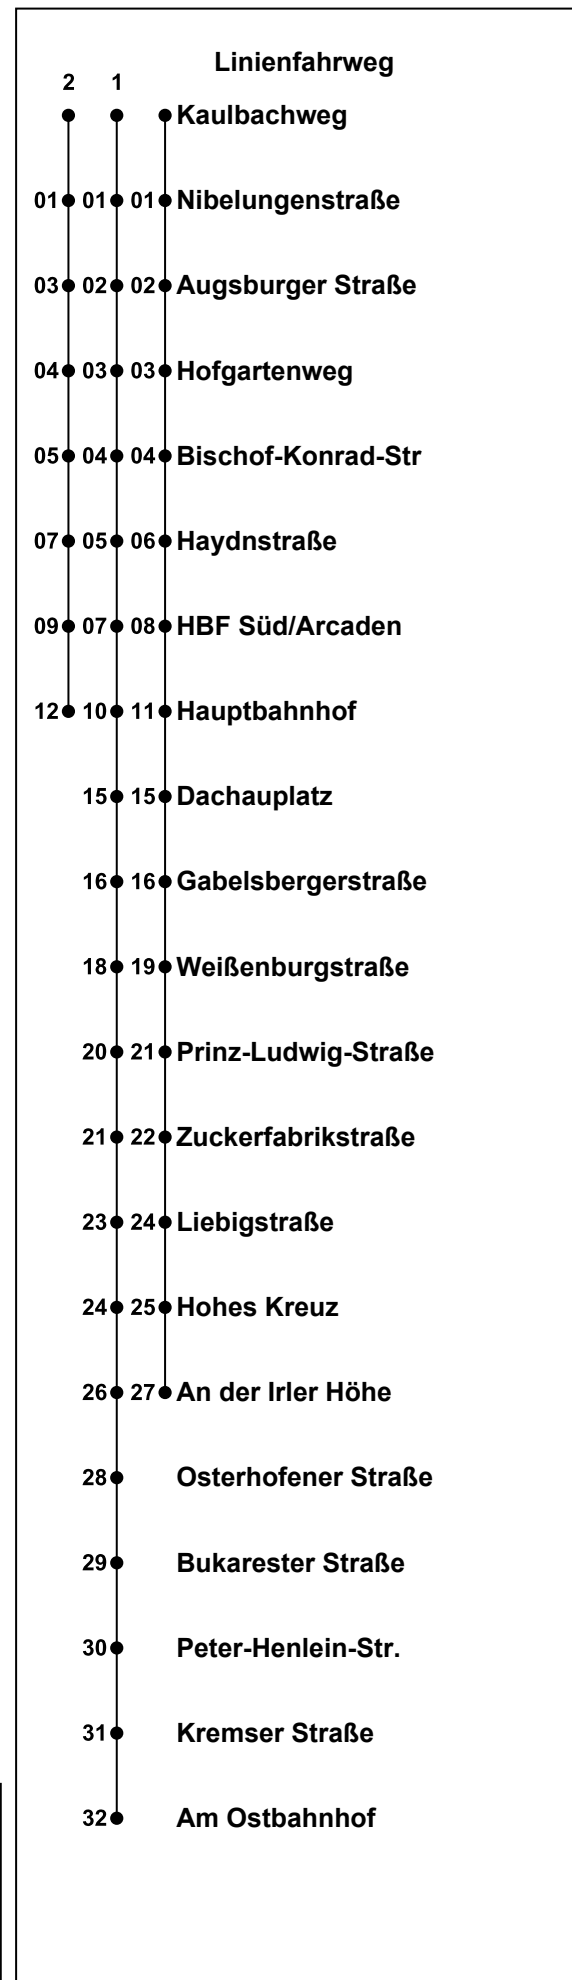 Linienfahrweg
2 1
Kaulbachweg
01 01 01 Nibelungenstraße
03 02 02 Augsburger Straße
04 03 03 Hofgartenweg
05 04 04 Bischof-Konrad-Str
07 05 06 Haydnstraße
09 07 08 HBF Süd/Arcaden
12 10 11 Hauptbahnhof
15 15 Dachauplatz
16 16 Gabelsbergerstraße
18 19 Weißenburgstraße
20 21 Prinz-Ludwig-Straße
21 22 Zuckerfabrikstraße
23 24 Liebigstraße
24 25 Hohes Kreuz
26 27 An der Irler Höhe
28 Osterhofener Straße
29 Bukarester Straße
30 Peter-Henlein-Str.
31 Kremser Straße
32 Am Ostbahnhof